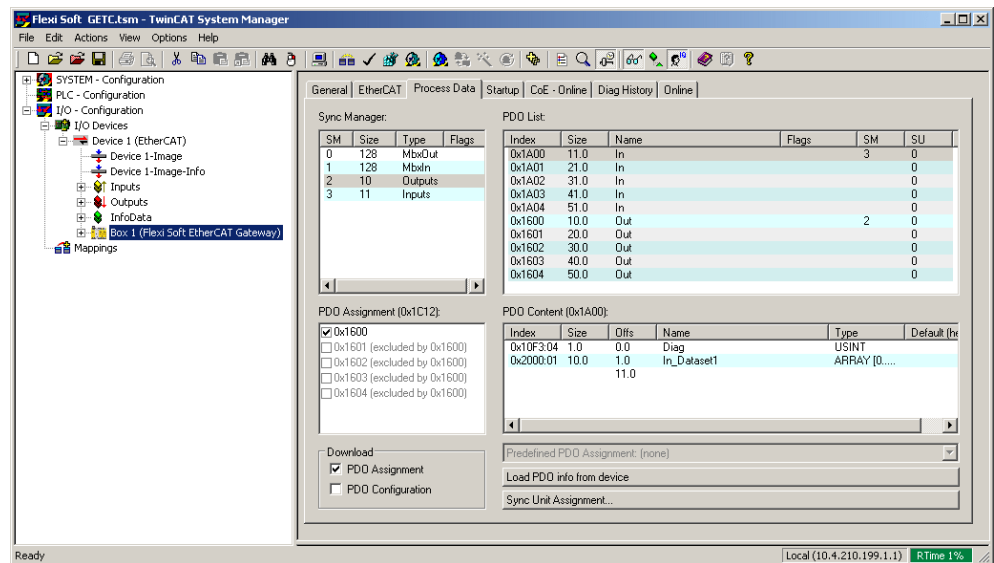 Flexi Soft GETC.tsm - TwinCAT System Manager
File Edit Actions View Options Help
SYSTEM - Configuration
PLC - Configuration
I/O - Configuration
I/O Devices
Device 1 (EtherCAT)
Device 1-Image
Device 1-Image-Info
Inputs
Outputs
InfoData
Box 1 (Flexi Soft EtherCAT Gateway)
Mappings
General EtherCAT Process Data Startup CoE - Online Diag History Online
Sync Manager:
SM Size Type Flags
0 128 MbxOut
1 128 MbxIn
2 10 Outputs
3 11 Inputs
PDO List:
Index Size Name Flags SM SU
0x1A00 11.0 In 3 0
0x1A01 21.0 In 0
0x1A02 31.0 In 0
0x1A03 41.0 In 0
0x1A04 51.0 In 0
0x1600 10.0 Out 2 0
0x1601 20.0 Out 0
0x1602 30.0 Out 0
0x1603 40.0 Out 0
0x1604 50.0 Out 0
PDO Assignment (0x1C12):
0x1600
0x1601 (excluded by 0x1600)
0x1602 (excluded by 0x1600)
0x1603 (excluded by 0x1600)
0x1604 (excluded by 0x1600)
PDO Content (0x1A00):
Index Size Offs Name Type Default (he
0x10F3:04 1.0 0.0 Diag USINT
0x2000:01 10.0 1.0 In_Dataset1 ARRAY [0.....
11.0
Download
PDO Assignment
PDO Configuration
Predefined PDO Assignment: (none)
Load PDO info from device
Sync Unit Assignment...
Ready
Local (10.4.210.199.1.1) RTime 1%